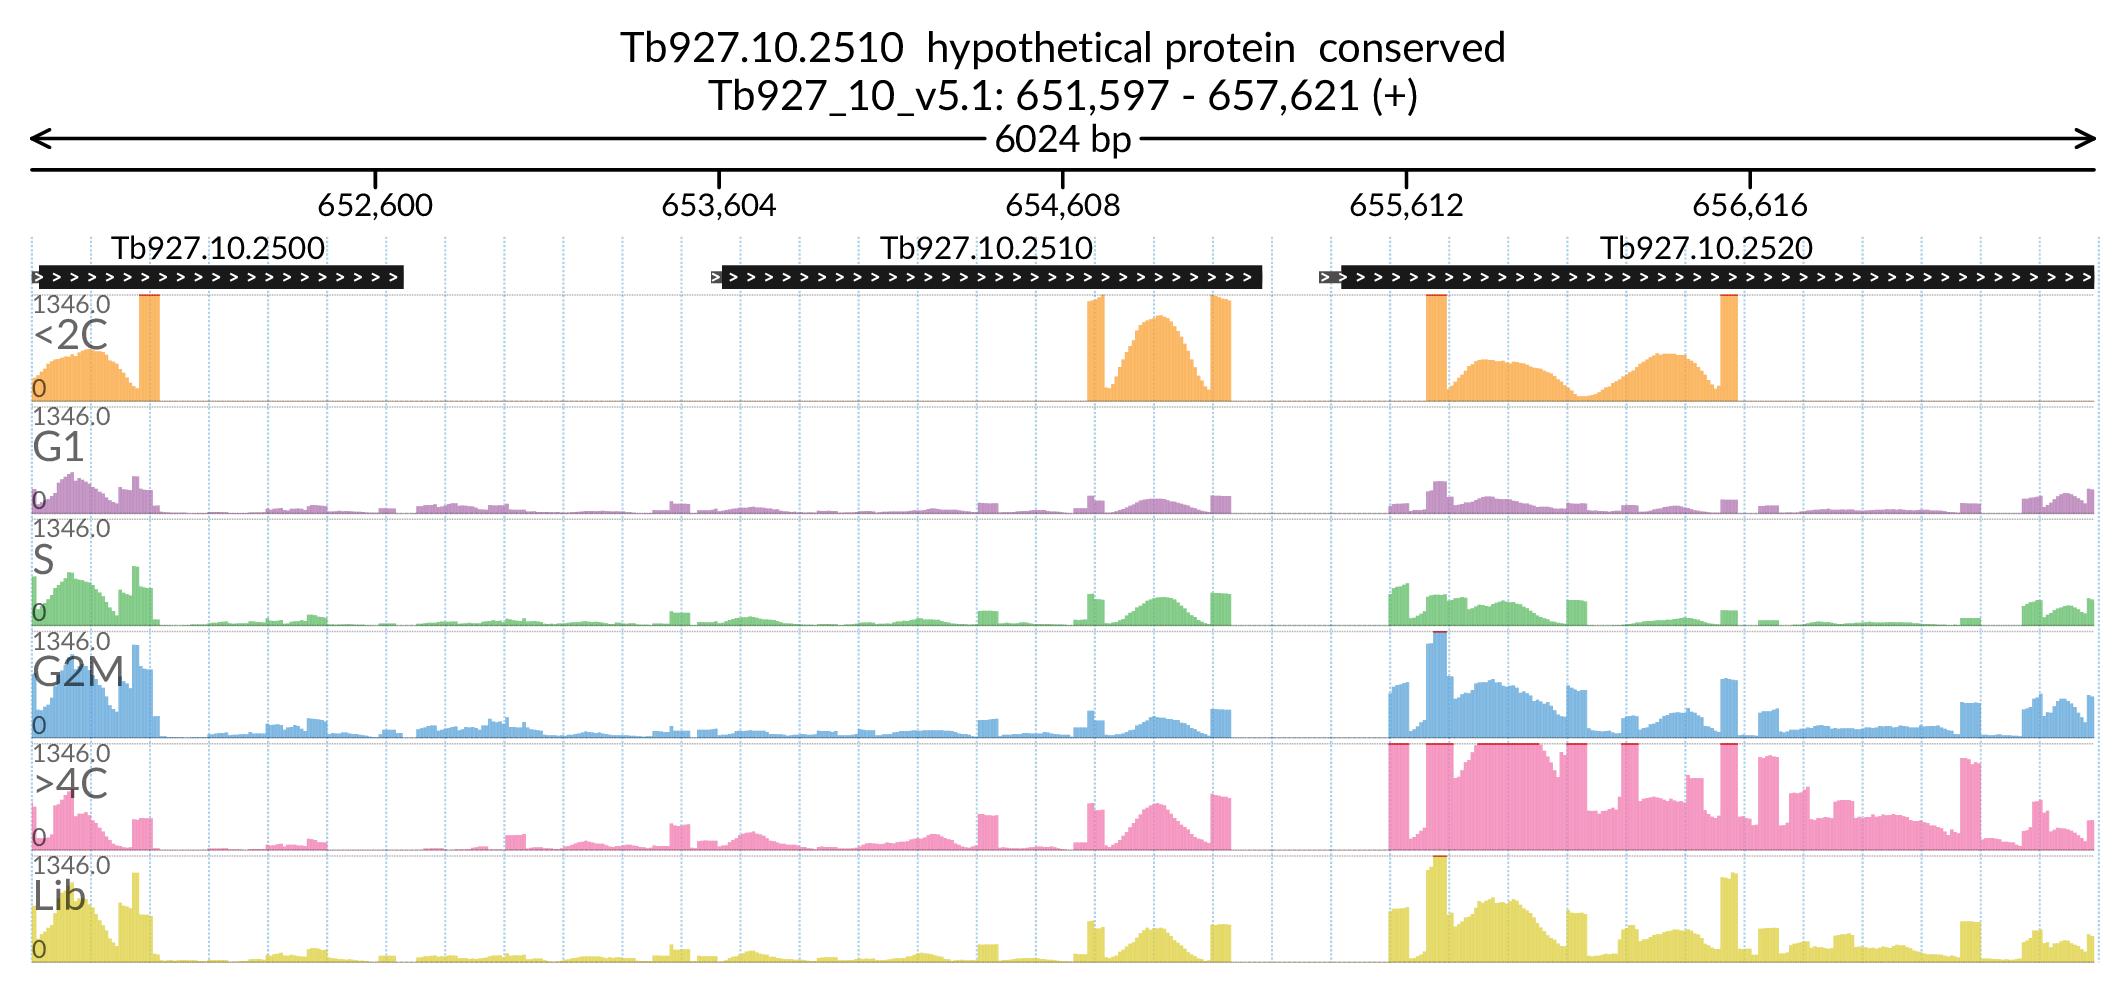 Tb927.10.2510  hypothetical protein  conserved
Tb927_10_v5.1: 651,597 - 657,621 (+)
6024 bp
652,600 653,604 654,608 655,612 656,616
Tb927.10.2500 Tb927.10.2510 Tb927.10.2520
1346.0
<2C
0
1346.0
G1
0
1346.0
S
0
1346.0
G2M
0
1346.0
>4C
0
1346.0
Lib
0